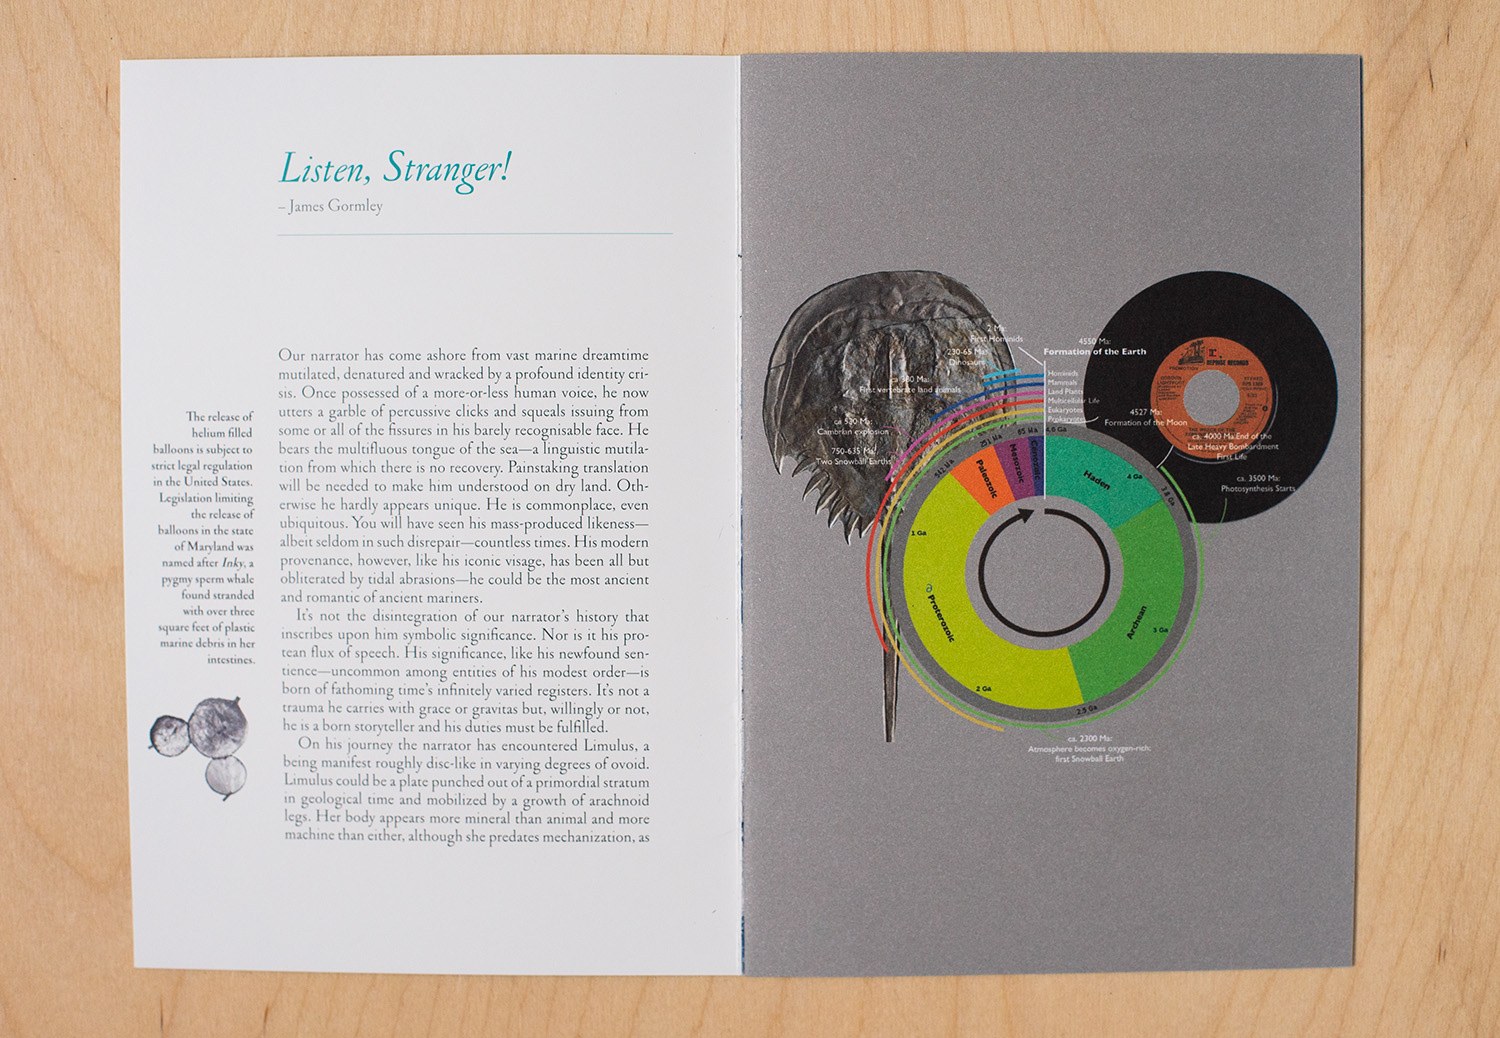 Listen, Stranger!
– James Gormley
Our narrator has come ashore from vast marine dreamtime
mutilated, denatured and wracked by a profound identity cri-
sis. Once possessed of a more-or-less human voice, he now
utters a garble of percussive clicks and squeals issuing from
some or all of the fissures in his barely recognisable face. He
bears the multifluous tongue of the sea—a linguistic mutila-
tion from which there is no recovery. Painstaking translation
will be needed to make him understood on dry land. Oth-
erwise he hardly appears unique. He is commonplace, even
ubiquitous. You will have seen his mass-produced likeness—
albeit seldom in such disrepair—countless times. His modern
provenance, however, like his iconic visage, has been all but
obliterated by tidal abrasions—he could be the most ancient
and romantic of ancient mariners.
It's not the disintegration of our narrator's history that
inscribes upon him symbolic significance. Nor is it his pro-
tean flux of speech. His significance, like his newfound sen-
tience—uncommon among entities of his modest order—is
born of fathoming time's infinitely varied registers. It's not a
trauma he carries with grace or gravitas but, willingly or not,
he is a born storyteller and his duties must be fulfilled.
On his journey the narrator has encountered Limulus, a
being manifest roughly disc-like in varying degrees of ovoid.
Limulus could be a plate punched out of a primordial stratum
in geological time and mobilized by a growth of arachnoid
legs. Her body appears more mineral than animal and more
machine than either, although she predates mechanization, as
The release of
helium filled
balloons is subject to
strict legal regulation
in the United States.
Legislation limiting
the release of
balloons in the state
of Maryland was
named after Inky, a
pygmy sperm whale
found stranded
with over three
square feet of plastic
marine debris in her
intestines.
2 Ma:
First Hominids
230-65 Ma:
Dinosaurs
ca. 380 Ma:
First vertebrate land animals
ca. 530 Ma:
Cambrian explosion
750-635 Ma:
Two Snowball Earths
4550 Ma:
Formation of the Earth
Hominids
Mammals
Land Plants
Multicellular Life
Eukaryotes
Prokaryotes
4527 Ma:
Formation of the Moon
ca. 4000 Ma: End of the
Late Heavy Bombardment
First Life
ca. 3500 Ma:
Photosynthesis Starts
ca. 2300 Ma:
Atmosphere becomes oxygen-rich;
first Snowball Earth
4.6 Ga
Haden
4 Ga
3.8 Ga
Archean
3 Ga
2.5 Ga
2 Ga
Proterozoic
1 Ga
542 Ma
Paleozoic
251 Ma
Mesozoic
65 Ma
Cenozoic
REPRISE RECORDS
PROMOTION
GORDON
LIGHTFOOT